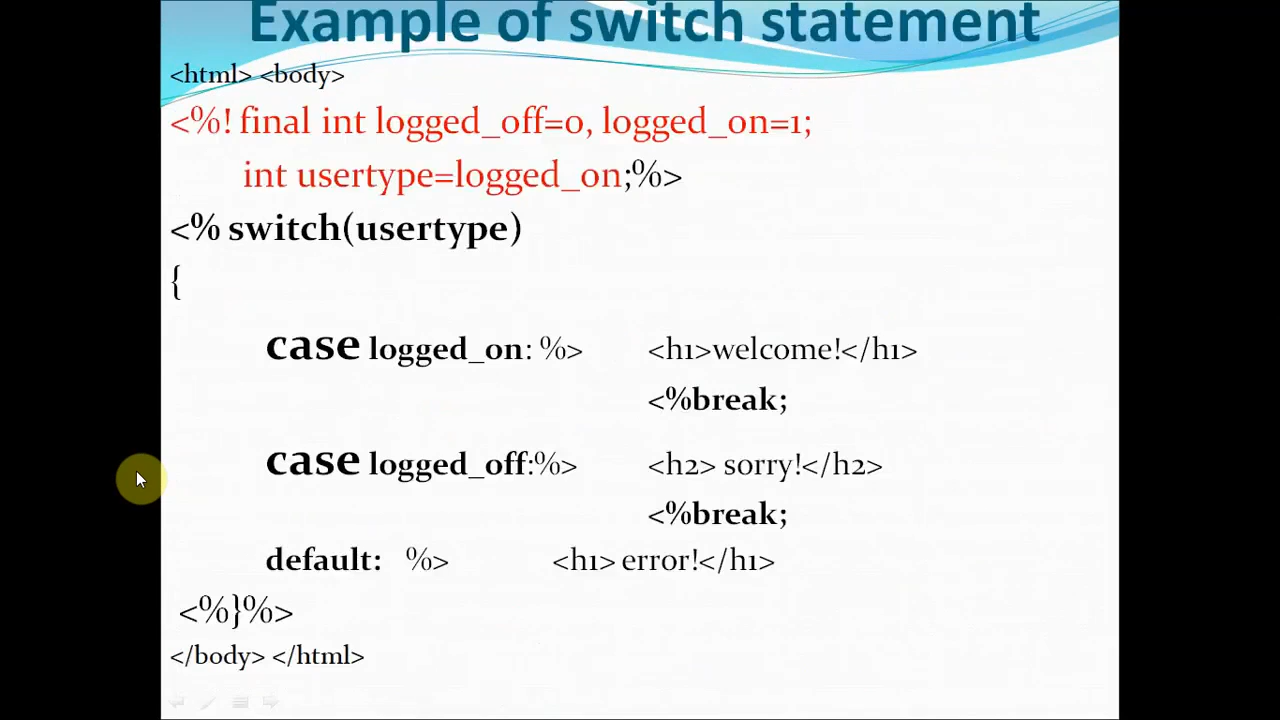 Example of switch statement
<html> <body>
<%! final int logged_off=0, logged_on=1;
int usertype=logged_on;%>
<% switch(usertype)
{
case logged_on: %> <h1>welcome!</h1>
<%break;
case logged_off:%> <h2> sorry!</h2>
<%break;
default: %> <h1> error!</h1>
<%}%>
</body> </html>